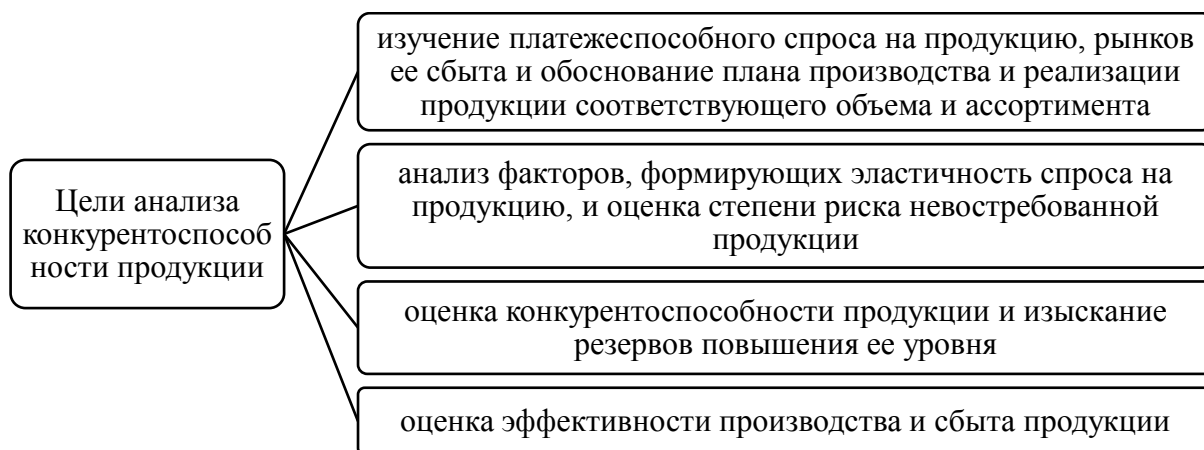 Цели анализа
конкурентоспособ
ности продукции
изучение платежеспособного спроса на продукцию, рынков
ее сбыта и обоснование плана производства и реализации
продукции соответствующего объема и ассортимента
анализ факторов, формирующих эластичность спроса на
продукцию, и оценка степени риска невостребованной
продукции
оценка конкурентоспособности продукции и изыскание
резервов повышения ее уровня
оценка эффективности производства и сбыта продукции